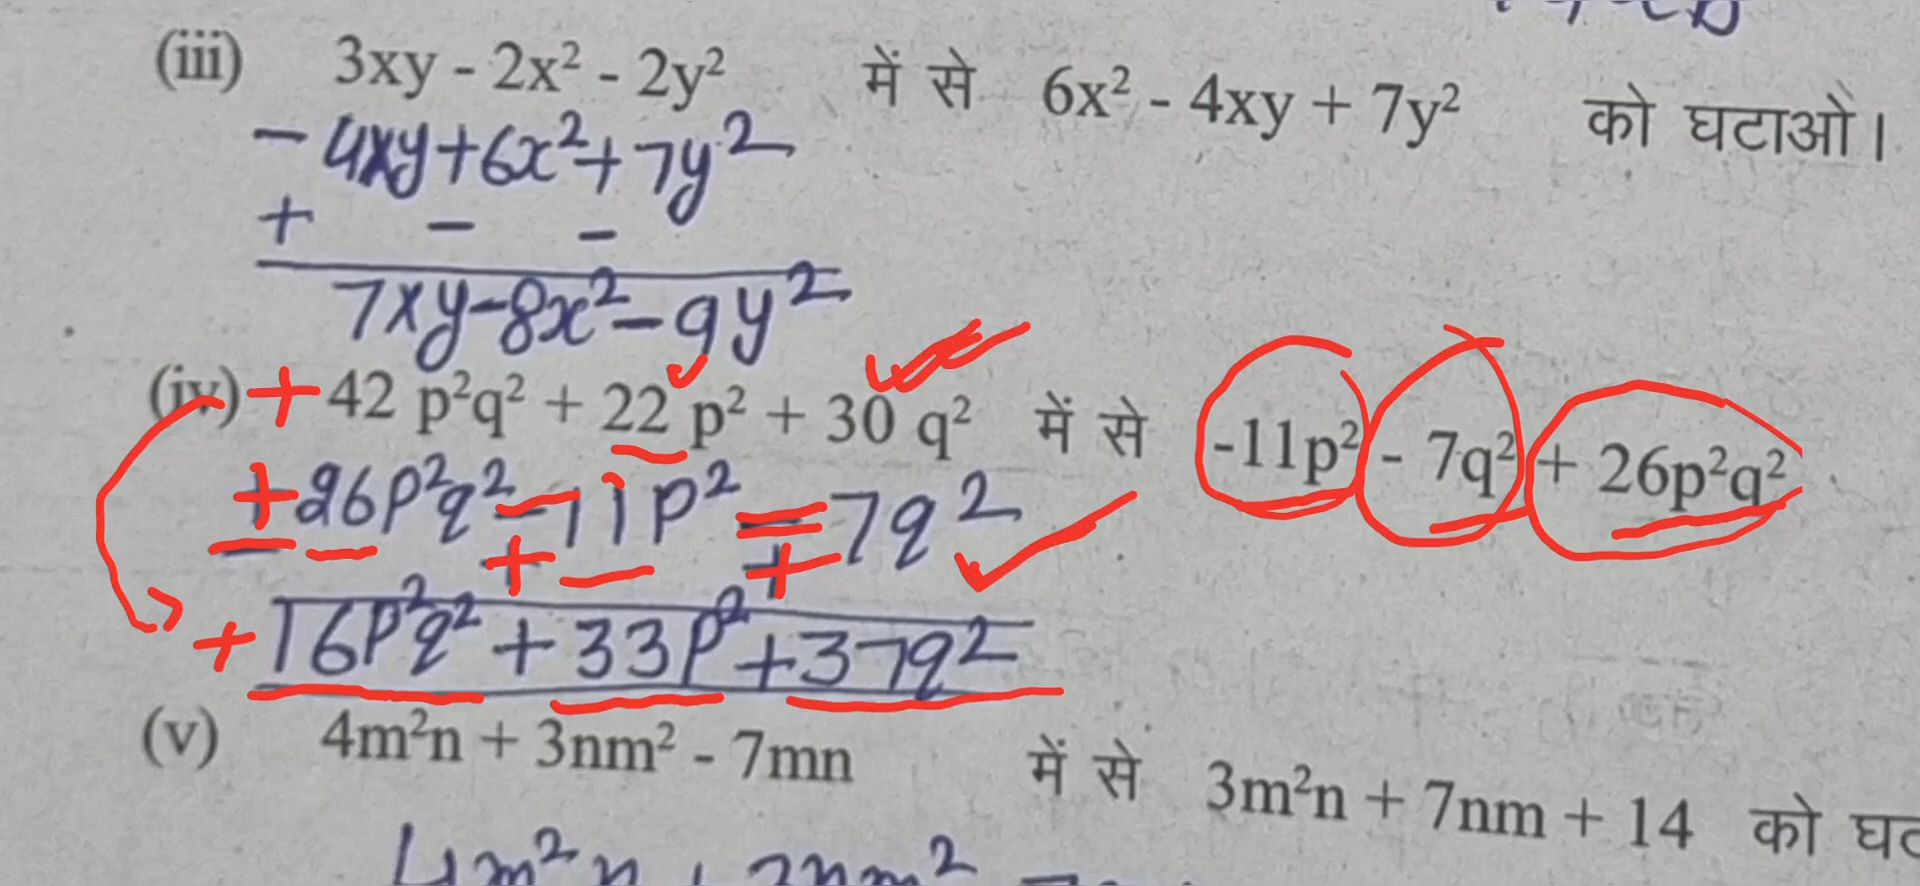 (iii) 3xy - 2x² - 2y² में से 6x² - 4xy + 7y² को घटाओ।
- 4xy + 6x² + 7y²
+ - -
7xy - 8x² - 9y²
(iv) + 42 p²q² + 22 p² + 30 q² में से -11p² - 7q² + 26p²q²
+ 26p²q² - 11p² - 7q²
- + +
+ 16p²q² + 33p² + 37q²
(v) 4m²n + 3nm² - 7mn में से 3m²n + 7nm + 14 को
4m²n +